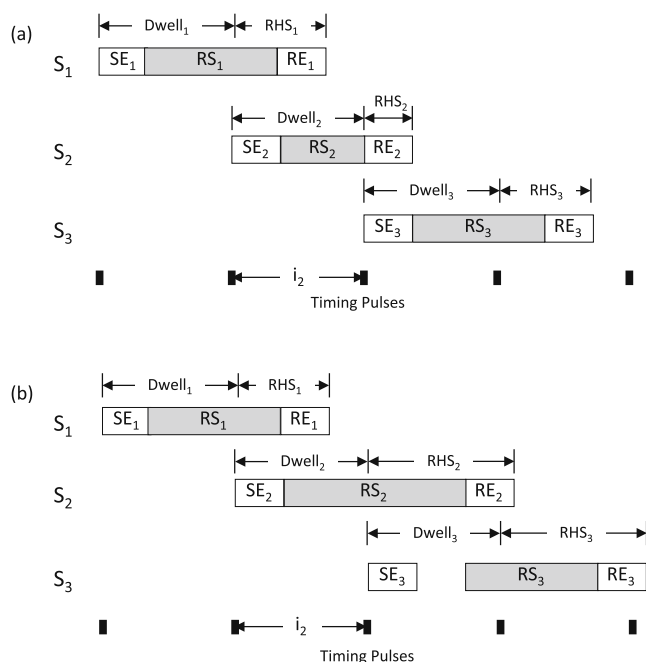 (a)
Dwell₁ RHS₁
S₁ SE₁ RS₁ RE₁
Dwell₂ RHS₂
S₂ SE₂ RS₂ RE₂
Dwell₃ RHS₃
S₃ SE₃ RS₃ RE₃
i₂
Timing Pulses
(b)
Dwell₁ RHS₁
S₁ SE₁ RS₁ RE₁
Dwell₂ RHS₂
S₂ SE₂ RS₂ RE₂
Dwell₃ RHS₃
S₃ SE₃ RS₃ RE₃
i₂
Timing Pulses